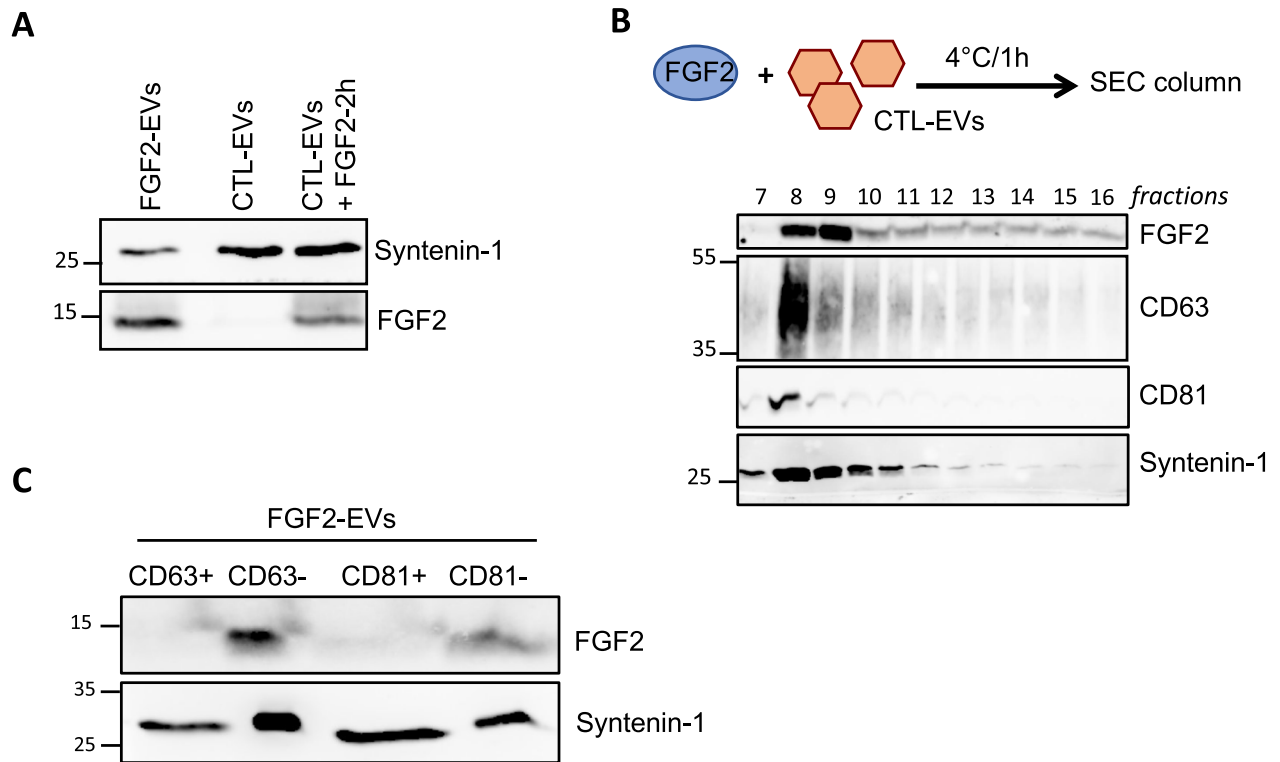 A
FGF2-EVs
CTL-EVs
CTL-EVs
+ FGF2-2h
Syntenin-1
25
15
FGF2
B
FGF2
+
4°C/1h
SEC column
CTL-EVs
7 8 9 10 11 12 13 14 15 16 fractions
FGF2
55
CD63
35
CD81
Syntenin-1
25
C
FGF2-EVs
CD63+ CD63- CD81+ CD81-
15
FGF2
35
Syntenin-1
25